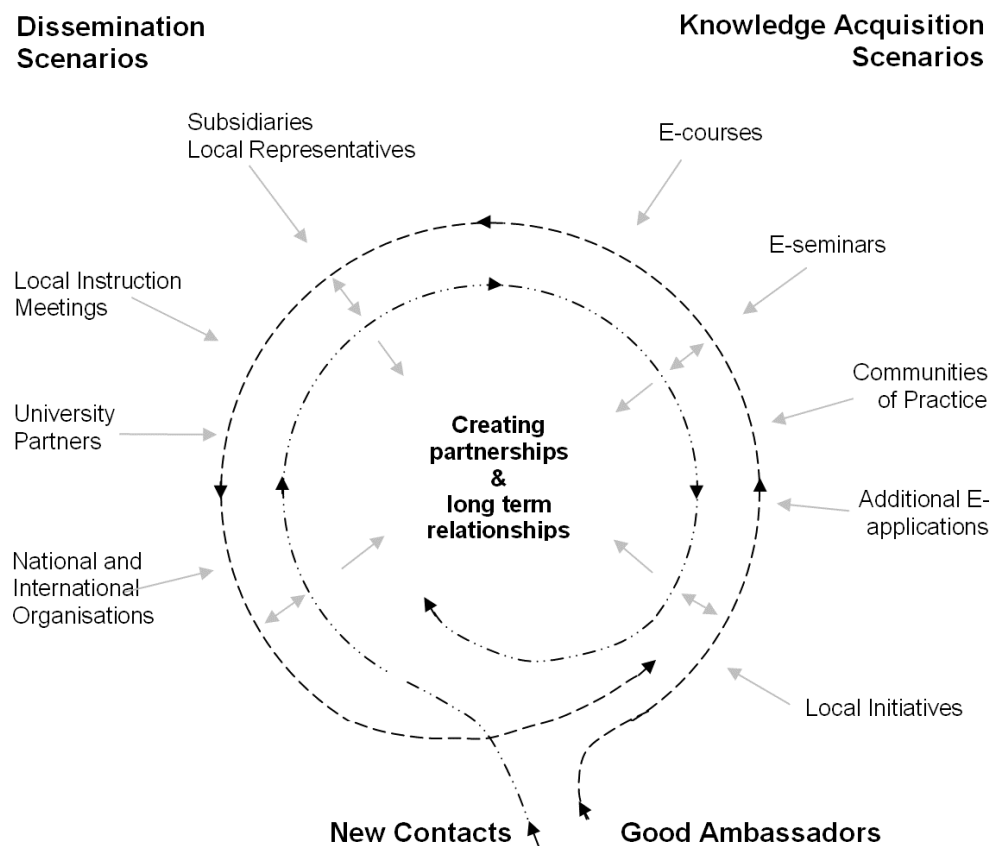 Dissemination
Scenarios
Knowledge Acquisition
Scenarios
Subsidiaries
Local Representatives
E-courses
E-seminars
Local Instruction
Meetings
Communities
of Practice
University
Partners
Creating
partnerships
&
long term
relationships
Additional E-
applications
National and
International
Organisations
Local Initiatives
New Contacts
Good Ambassadors